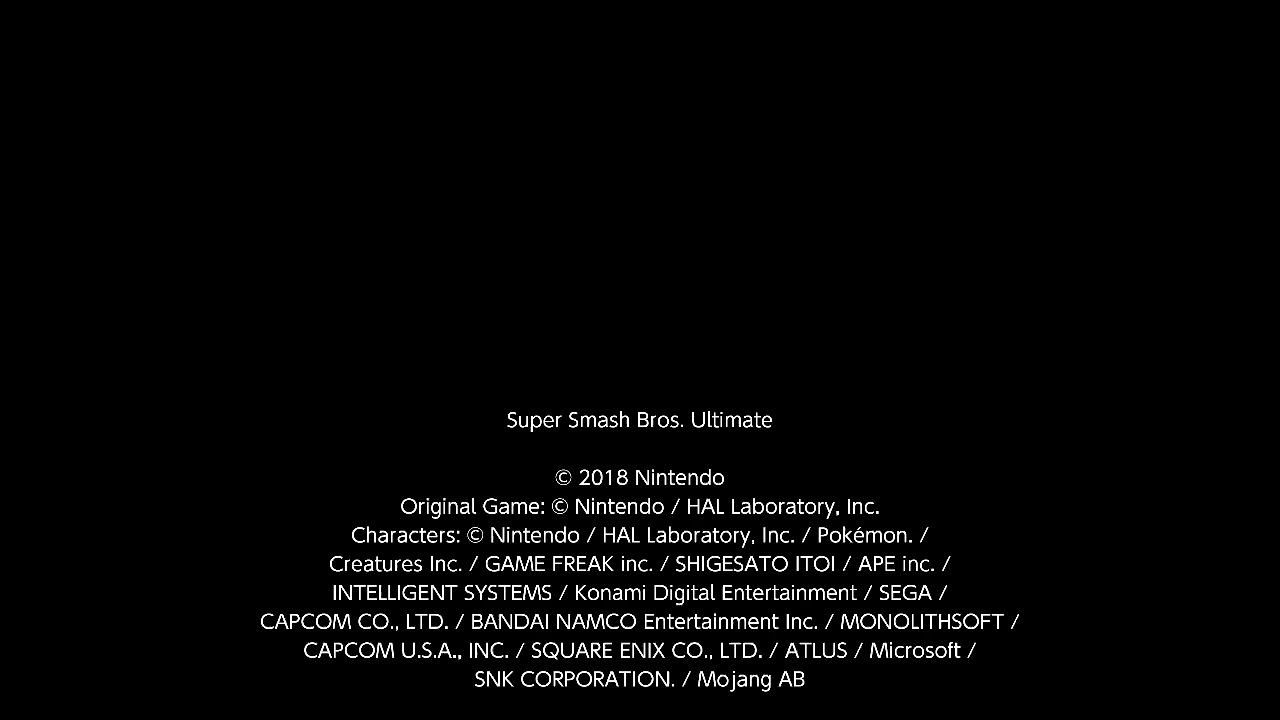 Super Smash Bros. Ultimate
© 2018 Nintendo
Original Game: © Nintendo / HAL Laboratory, Inc.
Characters: © Nintendo / HAL Laboratory, Inc. / Pokémon. /
Creatures Inc. / GAME FREAK inc. / SHIGESATO ITOI / APE inc. /
INTELLIGENT SYSTEMS / Konami Digital Entertainment / SEGA /
CAPCOM CO., LTD. / BANDAI NAMCO Entertainment Inc. / MONOLITHSOFT /
CAPCOM U.S.A., INC. / SQUARE ENIX CO., LTD. / ATLUS / Microsoft /
SNK CORPORATION. / Mojang AB